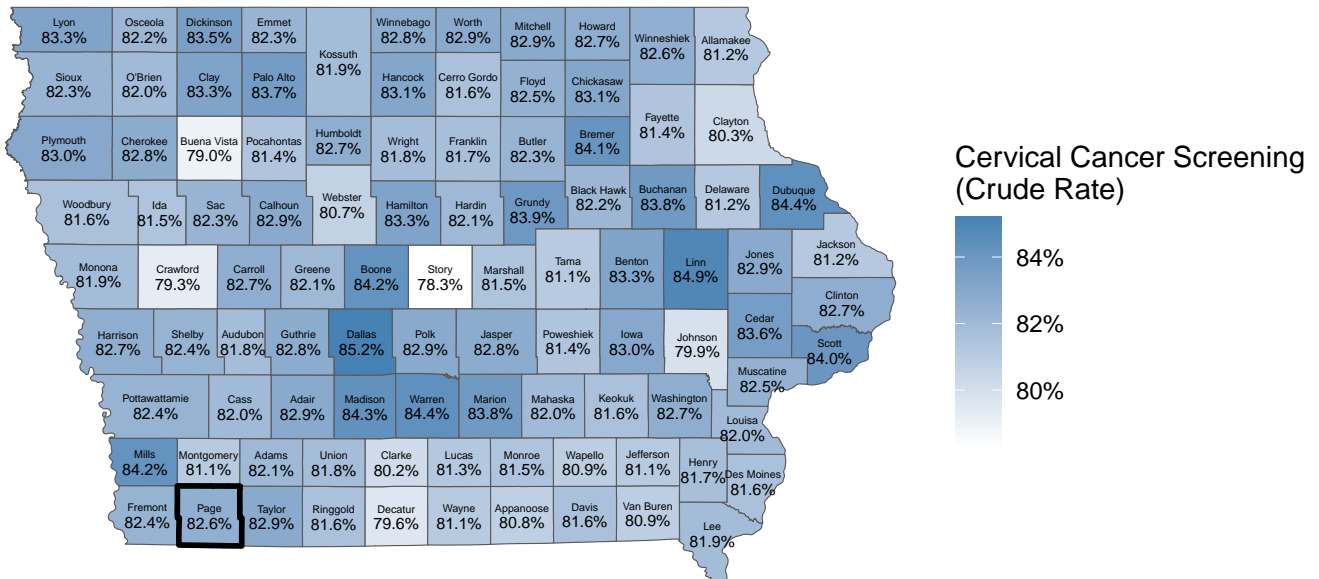 Lyon
83.3%
Osceola
82.2%
Dickinson
83.5%
Emmet
82.3%
Kossuth
81.9%
Winnebago
82.8%
Worth
82.9%
Mitchell
82.9%
Howard
82.7%
Winneshiek
82.6%
Allamakee
81.2%
Sioux
82.3%
O'Brien
82.0%
Clay
83.3%
Palo Alto
83.7%
Hancock
83.1%
Cerro Gordo
81.6%
Floyd
82.5%
Chickasaw
83.1%
Fayette
81.4%
Clayton
80.3%
Plymouth
83.0%
Cherokee
82.8%
Buena Vista
79.0%
Pocahontas
81.4%
Humboldt
82.7%
Wright
81.8%
Franklin
81.7%
Butler
82.3%
Bremer
84.1%
Woodbury
81.6%
Ida
81.5%
Sac
82.3%
Calhoun
82.9%
Webster
80.7%
Hamilton
83.3%
Hardin
82.1%
Grundy
83.9%
Black Hawk
82.2%
Buchanan
83.8%
Delaware
81.2%
Dubuque
84.4%
Monona
81.9%
Crawford
79.3%
Carroll
82.7%
Greene
82.1%
Boone
84.2%
Story
78.3%
Marshall
81.5%
Tama
81.1%
Benton
83.3%
Linn
84.9%
Jones
82.9%
Jackson
81.2%
Clinton
82.7%
Harrison
82.7%
Shelby
82.4%
Audubon
81.8%
Guthrie
82.8%
Dallas
85.2%
Polk
82.9%
Jasper
82.8%
Poweshiek
81.4%
Iowa
83.0%
Johnson
79.9%
Cedar
83.6%
Scott
84.0%
Muscatine
82.5%
Pottawattamie
82.4%
Cass
82.0%
Adair
82.9%
Madison
84.3%
Warren
84.4%
Marion
83.8%
Mahaska
82.0%
Keokuk
81.6%
Washington
82.7%
Louisa
82.0%
Mills
84.2%
Montgomery
81.1%
Adams
82.1%
Union
81.8%
Clarke
80.2%
Lucas
81.3%
Monroe
81.5%
Wapello
80.9%
Jefferson
81.1%
Henry
81.7%
Des Moines
81.6%
Fremont
82.4%
Page
82.6%
Taylor
82.9%
Ringgold
81.6%
Decatur
79.6%
Wayne
81.1%
Appanoose
80.8%
Davis
81.6%
Van Buren
80.9%
Lee
81.9%
Cervical Cancer Screening
(Crude Rate)
84%
82%
80%